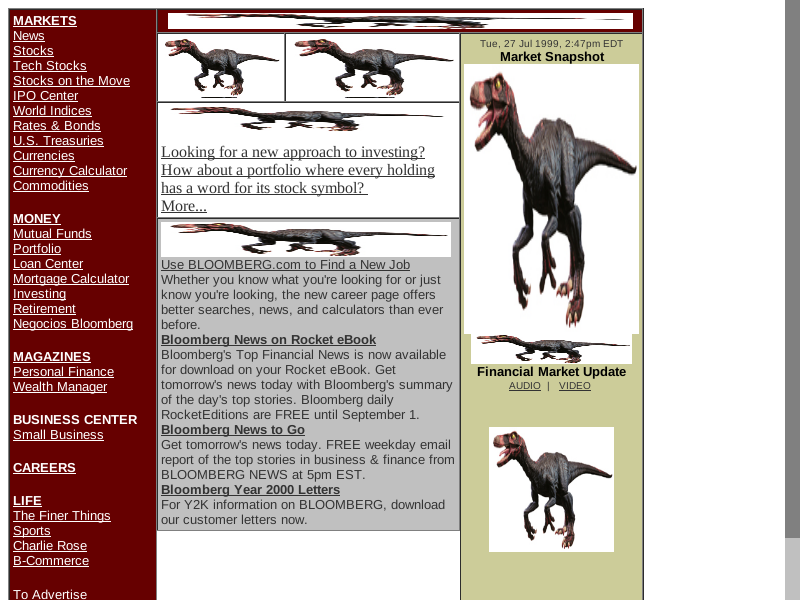 MARKETS
News
Stocks
Tech Stocks
Stocks on the Move
IPO Center
World Indices
Rates & Bonds
U.S. Treasuries
Currencies
Currency Calculator
Commodities
MONEY
Mutual Funds
Portfolio
Loan Center
Mortgage Calculator
Investing
Retirement
Negocios Bloomberg
MAGAZINES
Personal Finance
Wealth Manager
BUSINESS CENTER
Small Business
CAREERS
LIFE
The Finer Things
Sports
Charlie Rose
B-Commerce
To Advertise
Looking for a new approach to investing?
How about a portfolio where every holding
has a word for its stock symbol?
More...
Use BLOOMBERG.com to Find a New Job
Whether you know what you're looking for or just
know you're looking, the new career page offers
better searches, news, and calculators than ever
before.
Bloomberg News on Rocket eBook
Bloomberg's Top Financial News is now available
for download on your Rocket eBook. Get
tomorrow's news today with Bloomberg's summary
of the day's top stories. Bloomberg daily
RocketEditions are FREE until September 1.
Bloomberg News to Go
Get tomorrow's news today. FREE weekday email
report of the top stories in business & finance from
BLOOMBERG NEWS at 5pm EST.
Bloomberg Year 2000 Letters
For Y2K information on BLOOMBERG, download
our customer letters now.
Tue, 27 Jul 1999, 2:47pm EDT
Market Snapshot
Financial Market Update
AUDIO | VIDEO